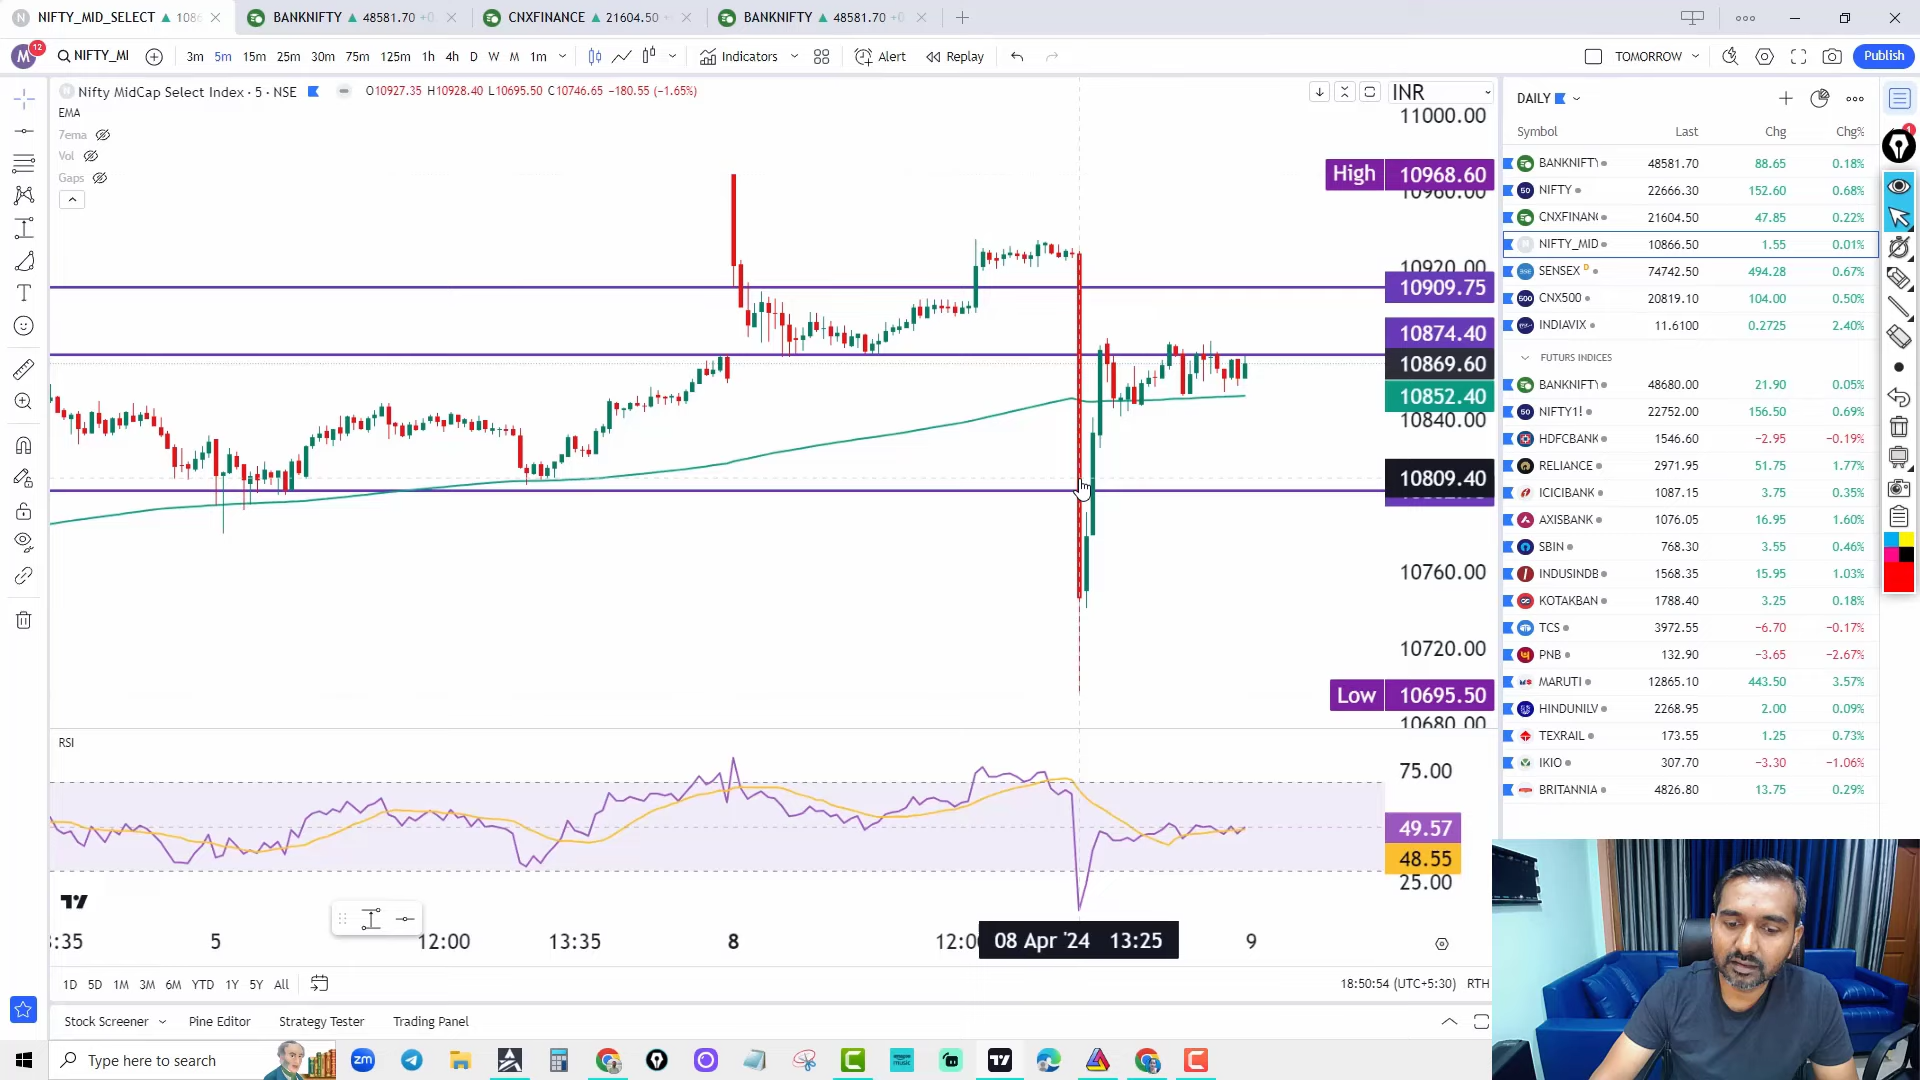 NIFTY_MID_SELECT ▲ 108
BANKNIFTY ▲ 48581.70 +0
CNXFINANCE ▲ 21604.50 +
BANKNIFTY ▲ 48581.70 +0
M 12 NIFTY_MI 3m 5m 15m 25m 30m 75m 125m 1h 4h D W M 1m Indicators Alert Replay TOMORROW Publish
Nifty MidCap Select Index · 5 · NSE O10927.35 H10928.40 L10695.50 C10746.65 −180.55 (−1.65%)
EMA
7ema
Vol
Gaps
INR
11000.00
High 10968.60
10960.00
10920.00
10909.75
10874.40
10869.60
10852.40
10840.00
10809.40
10760.00
10720.00
Low 10695.50
10680.00
RSI
75.00
49.57
48.55
25.00
:35 5 12:00 13:35 8 12:00 08 Apr '24 13:25 9
1D 5D 1M 3M 6M YTD 1Y 5Y All
18:50:54 (UTC+5:30) RTH
Stock Screener Pine Editor Strategy Tester Trading Panel
DAILY
Symbol Last Chg Chg%
BANKNIFTY 48581.70 88.65 0.18%
NIFTY 22666.30 152.60 0.68%
CNXFINAN 21604.50 47.85 0.22%
NIFTY_MID 10866.50 1.55 0.01%
SENSEX D 74742.50 494.28 0.67%
CNX500 20819.10 104.00 0.50%
INDIAVIX 11.6100 0.2725 2.40%
FUTURS INDICES
BANKNIFTY 48680.00 21.90 0.05%
NIFTY1! 22752.00 156.50 0.69%
HDFCBANK 1546.60 −2.95 −0.19%
RELIANCE 2971.95 51.75 1.77%
ICICIBANK 1087.15 3.75 0.35%
AXISBANK 1076.05 16.95 1.60%
SBIN 768.30 3.55 0.46%
INDUSINDB 1568.35 15.95 1.03%
KOTAKBAN 1788.40 3.25 0.18%
TCS 3972.55 −6.70 −0.17%
PNB 132.90 −3.65 −2.67%
MARUTI 12865.10 443.50 3.57%
HINDUNILV 2268.95 2.00 0.09%
TEXRAIL 173.55 1.25 0.73%
IKIO 307.70 −3.30 −1.06%
BRITANNIA 4826.80 13.75 0.29%
Type here to search
zm